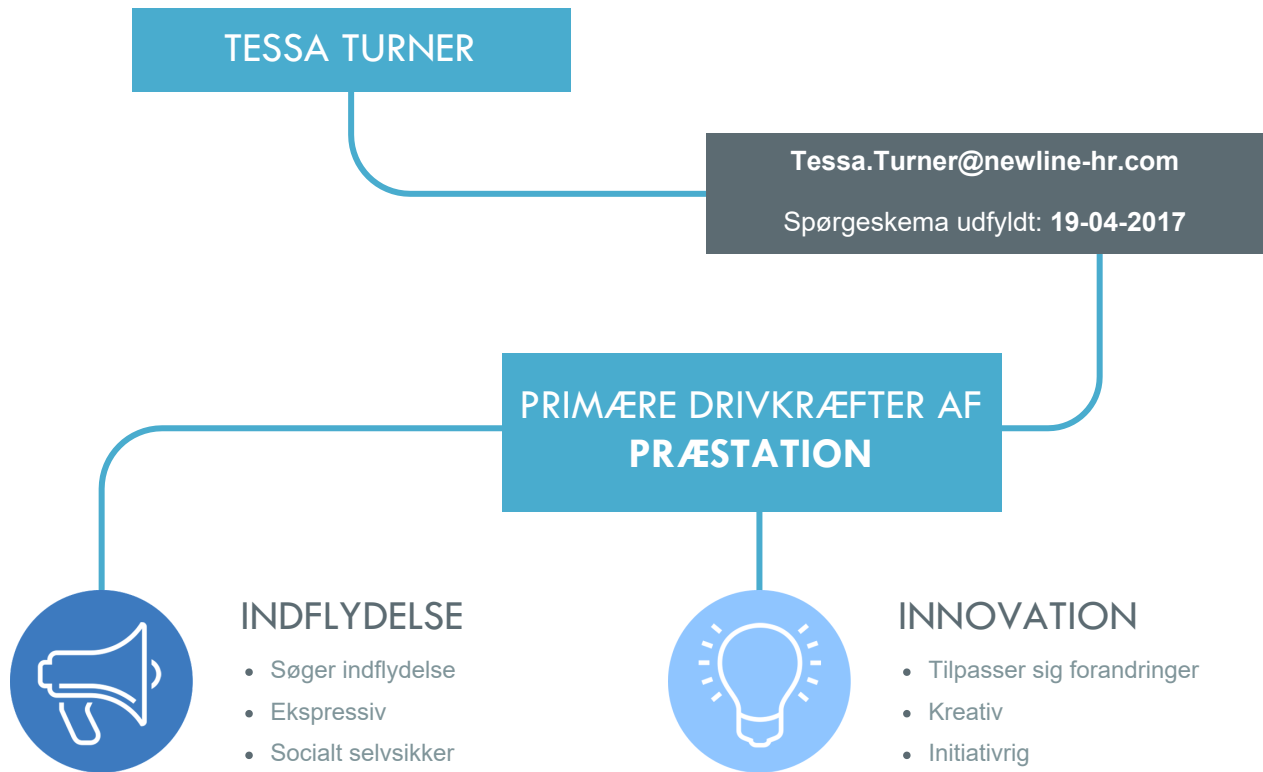 TESSA TURNER
Tessa.Turner@newline-hr.com
Spørgeskema udfyldt: 19-04-2017
PRIMÆRE DRIVKRÆFTER AF
PRÆSTATION
INDFLYDELSE
• Søger indflydelse
• Ekspressiv
• Socialt selvsikker
INNOVATION
• Tilpasser sig forandringer
• Kreativ
• Initiativrig